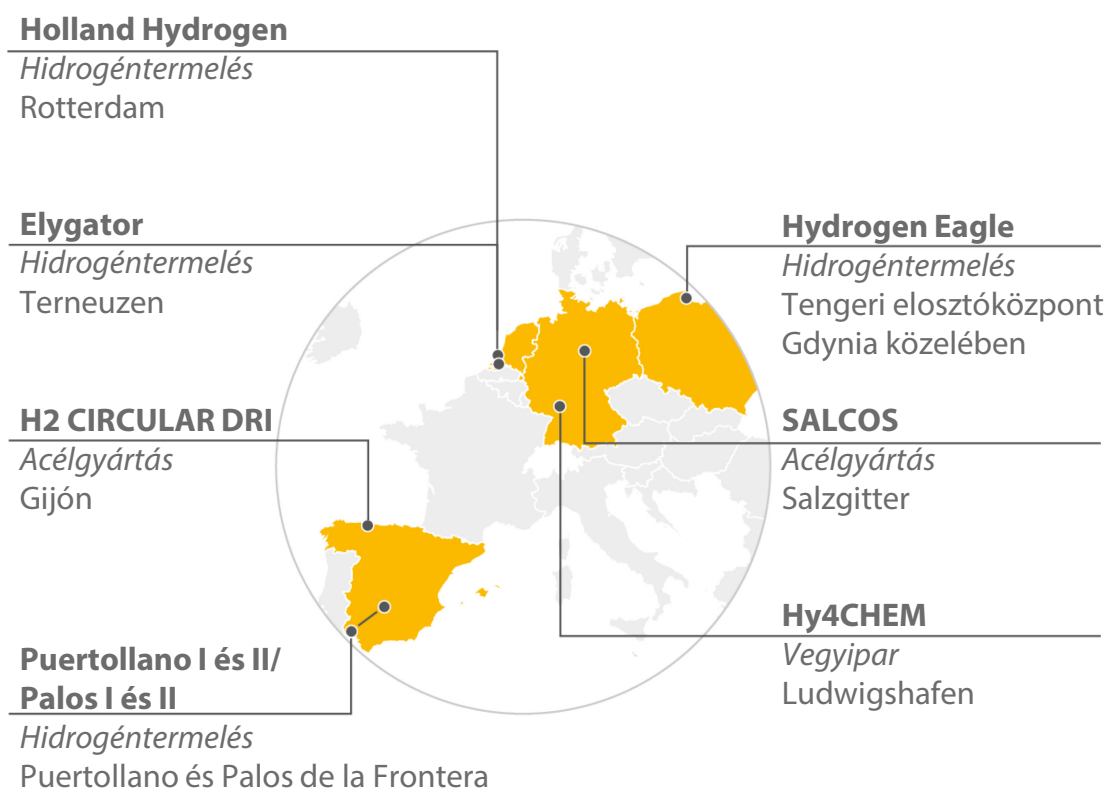 Holland Hydrogen
Hidrogéntermelés
Rotterdam
Elygator
Hidrogéntermelés
Terneuzen
H2 CIRCULAR DRI
Acélgyártás
Gijón
Puertollano I és II/
Palos I és II
Hidrogéntermelés
Puertollano és Palos de la Frontera
Hydrogen Eagle
Hidrogéntermelés
Tengeri elosztóközpont
Gdynia közelében
SALCOS
Acélgyártás
Salzgitter
Hy4CHEM
Vegyipar
Ludwigshafen